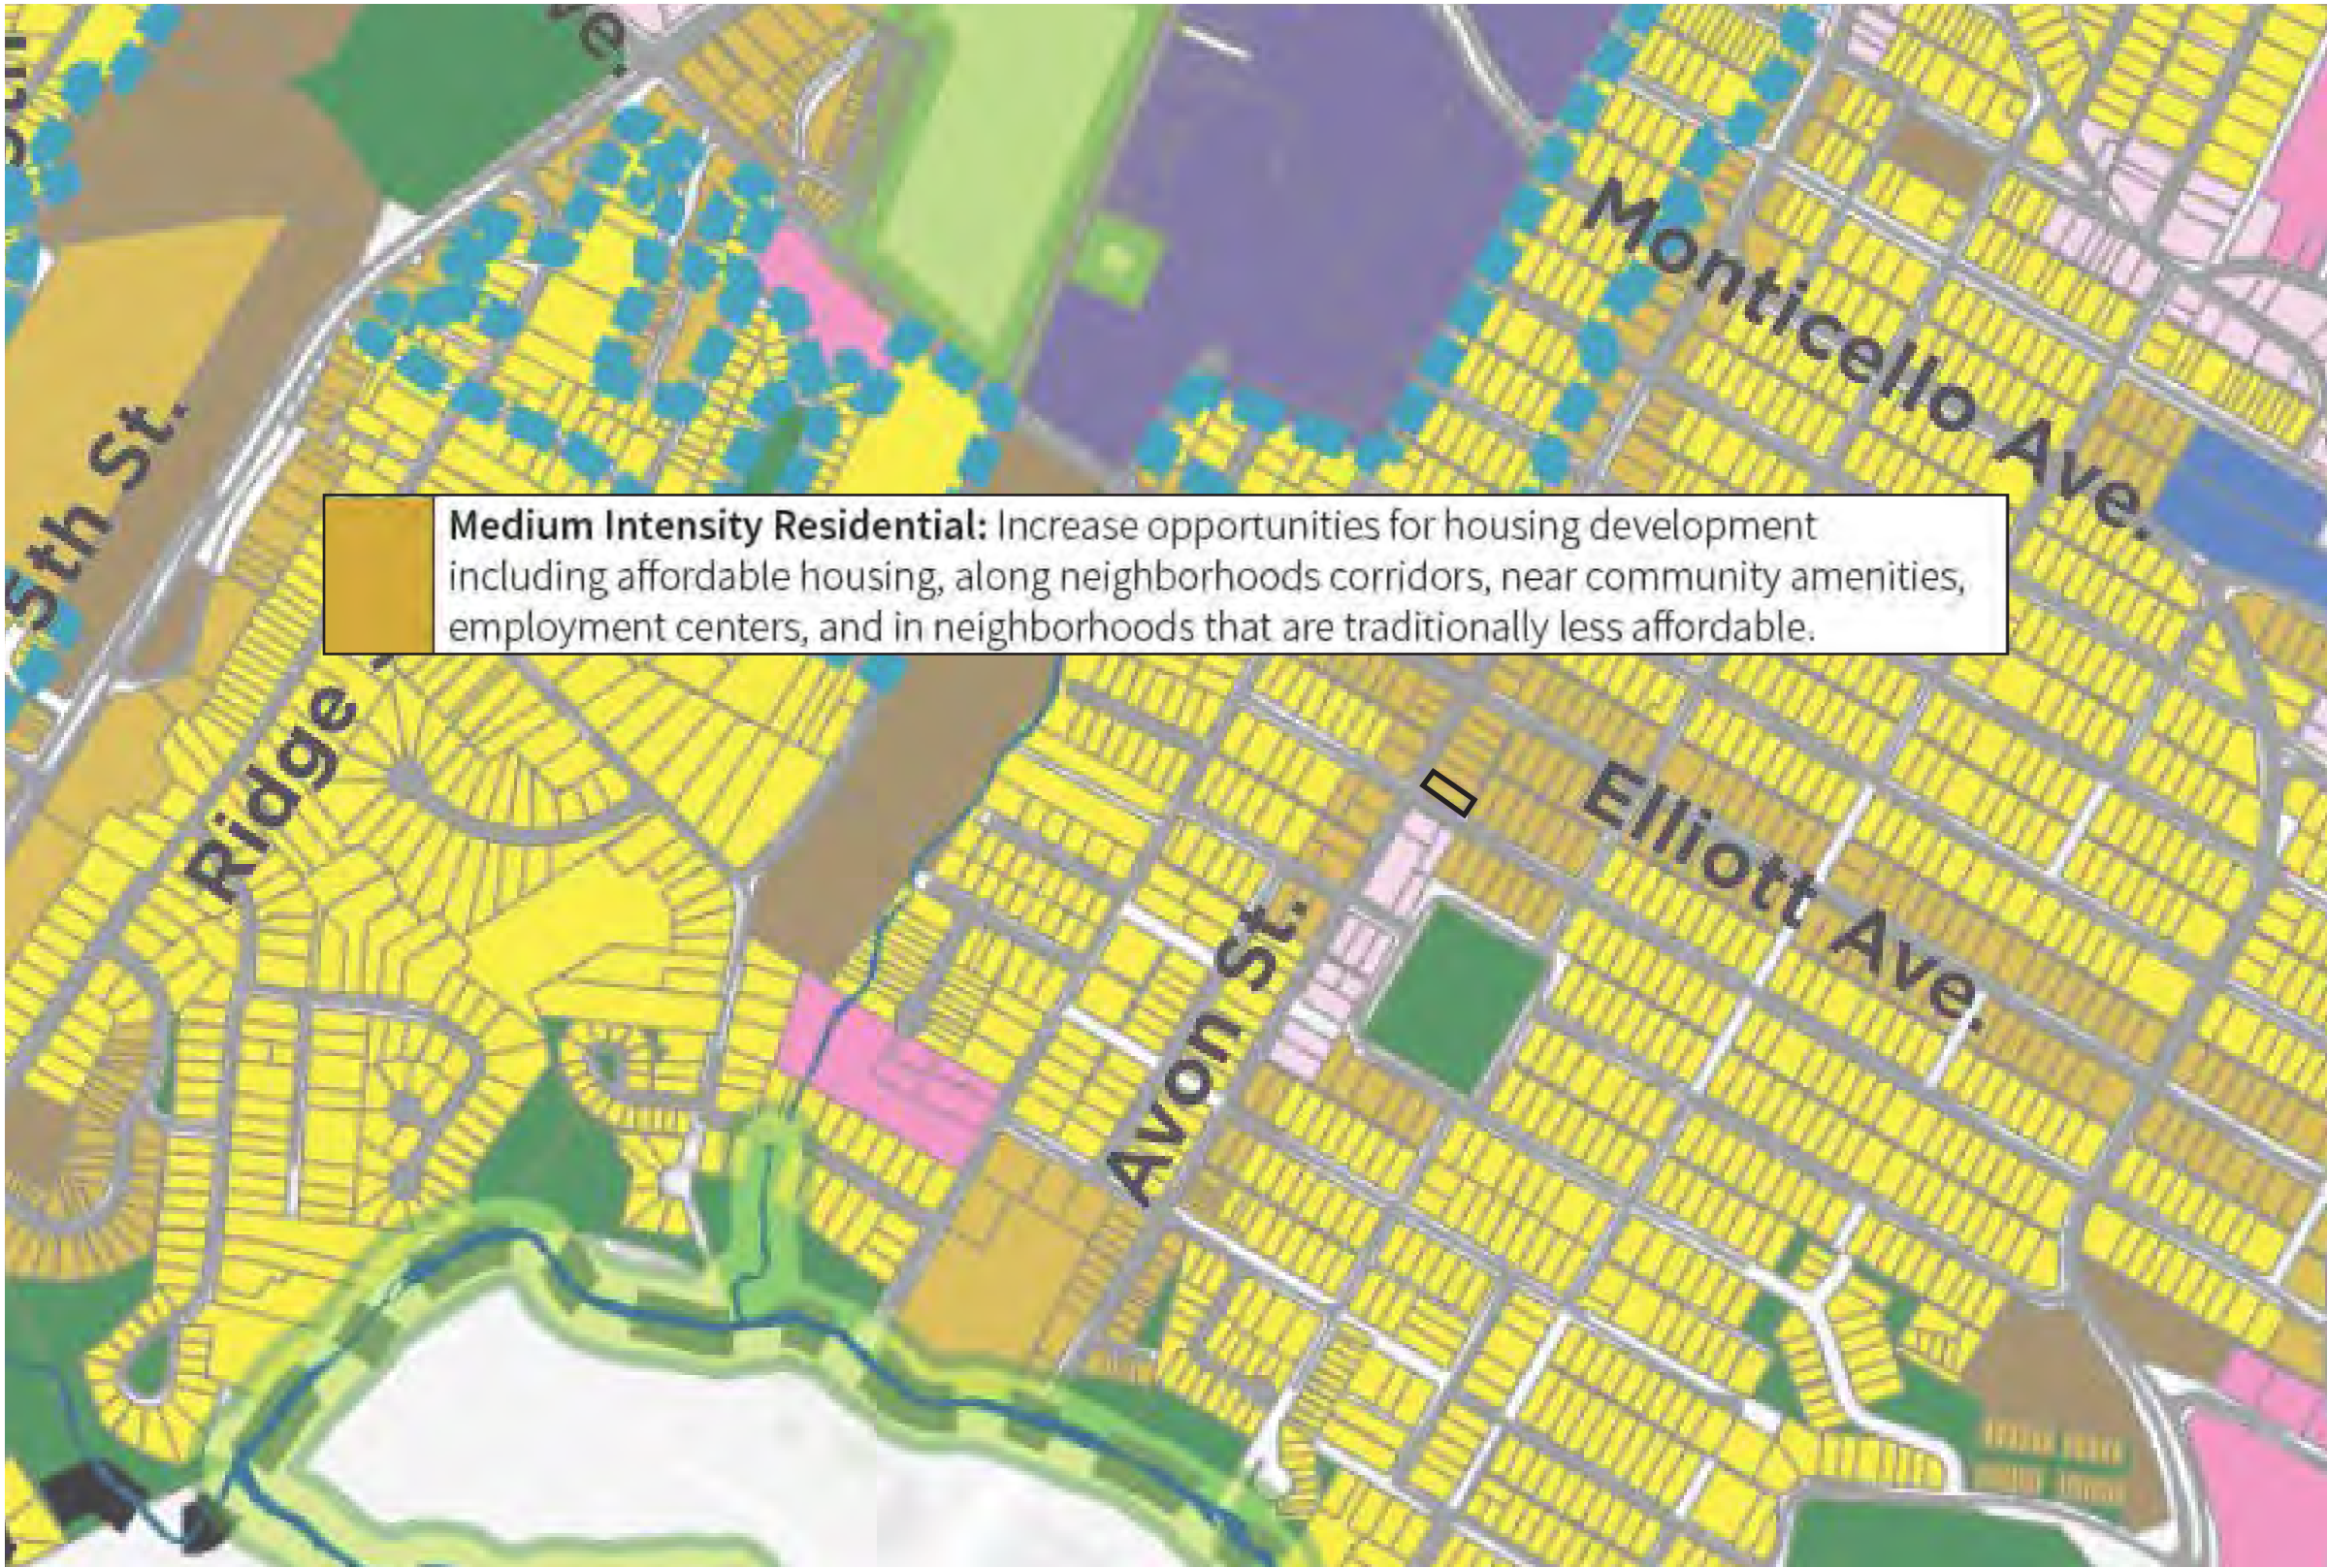 ve.
5th St.
Monticello Ave.
Medium Intensity Residential: Increase opportunities for housing development
including affordable housing, along neighborhoods corridors, near community amenities,
employment centers, and in neighborhoods that are traditionally less affordable.
Ridge
Elliott Ave.
Avon St.